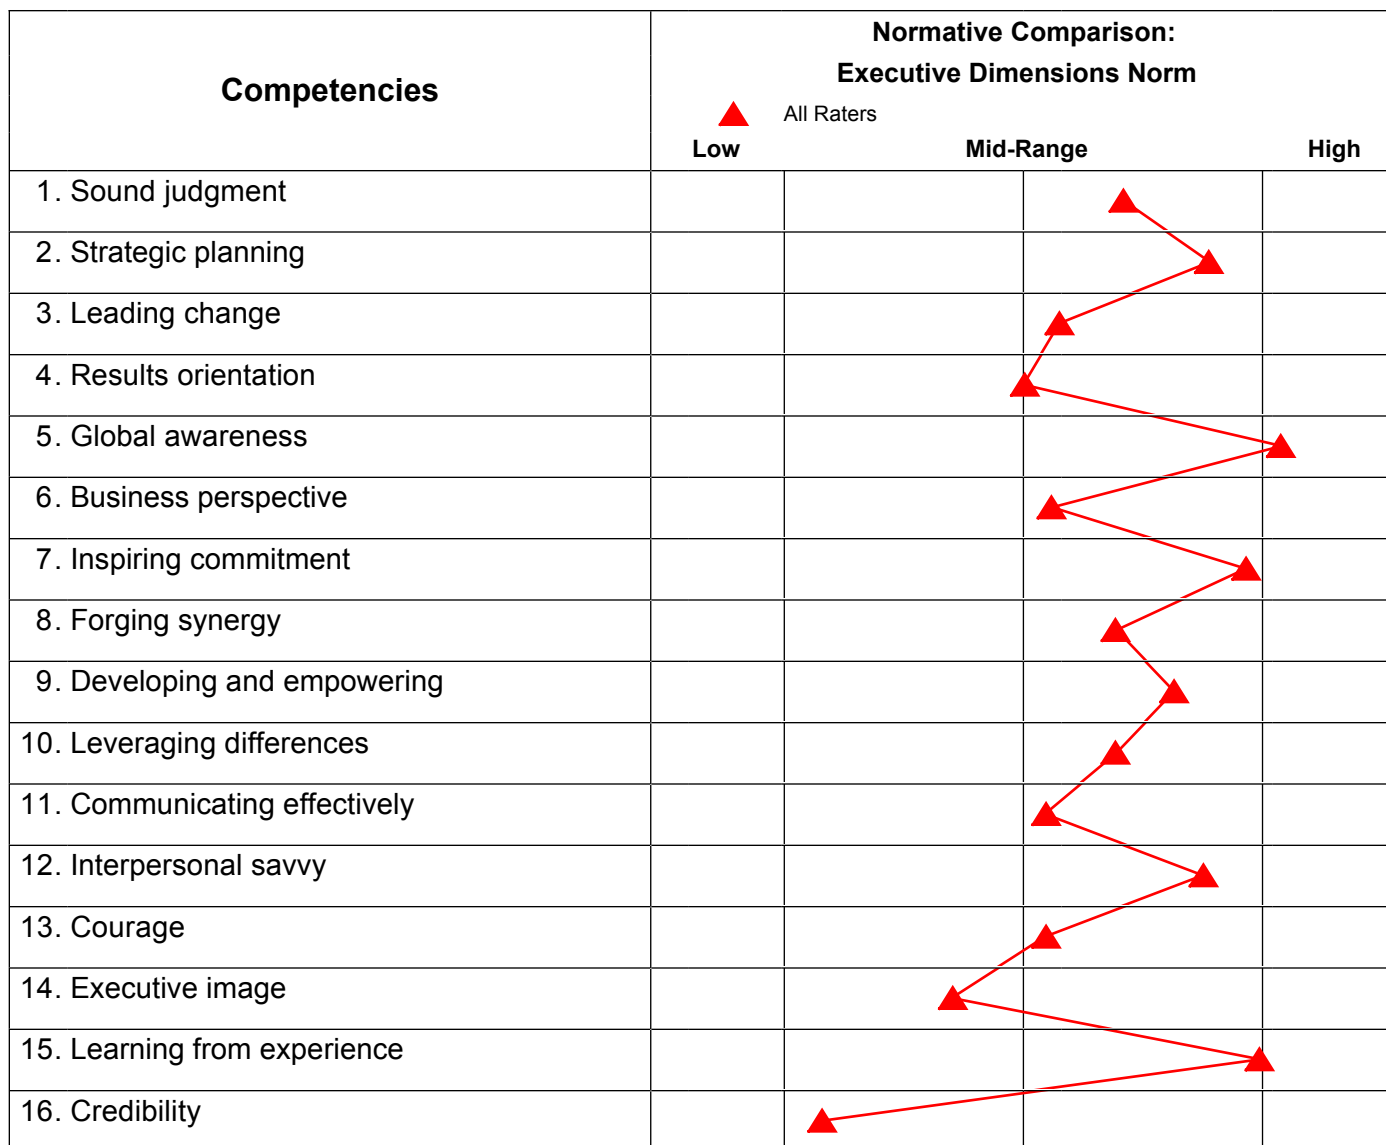 Competencies
Normative Comparison:
Executive Dimensions Norm
All Raters
Low Mid-Range High
1. Sound judgment
2. Strategic planning
3. Leading change
4. Results orientation
5. Global awareness
6. Business perspective
7. Inspiring commitment
8. Forging synergy
9. Developing and empowering
10. Leveraging differences
11. Communicating effectively
12. Interpersonal savvy
13. Courage
14. Executive image
15. Learning from experience
16. Credibility